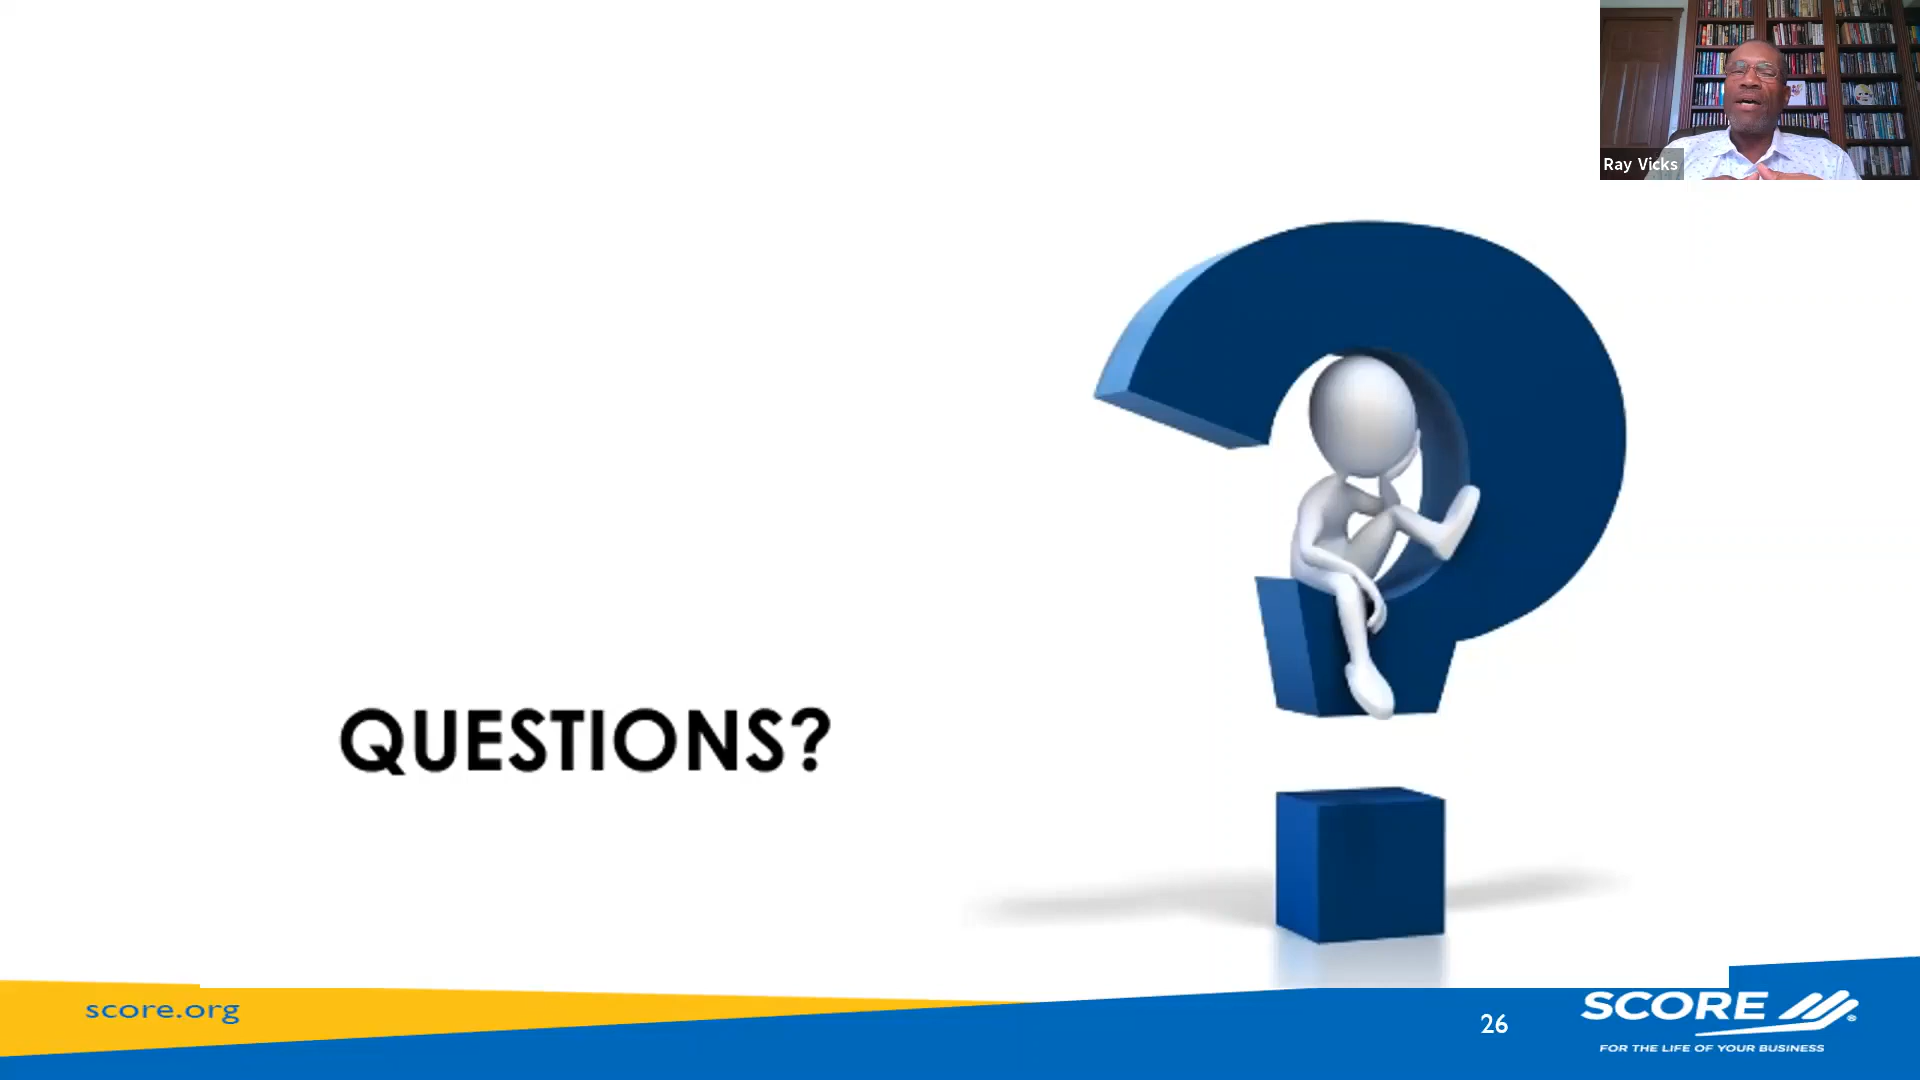 Ray Vicks
QUESTIONS?
score.org
26
SCORE
FOR THE LIFE OF YOUR BUSINESS